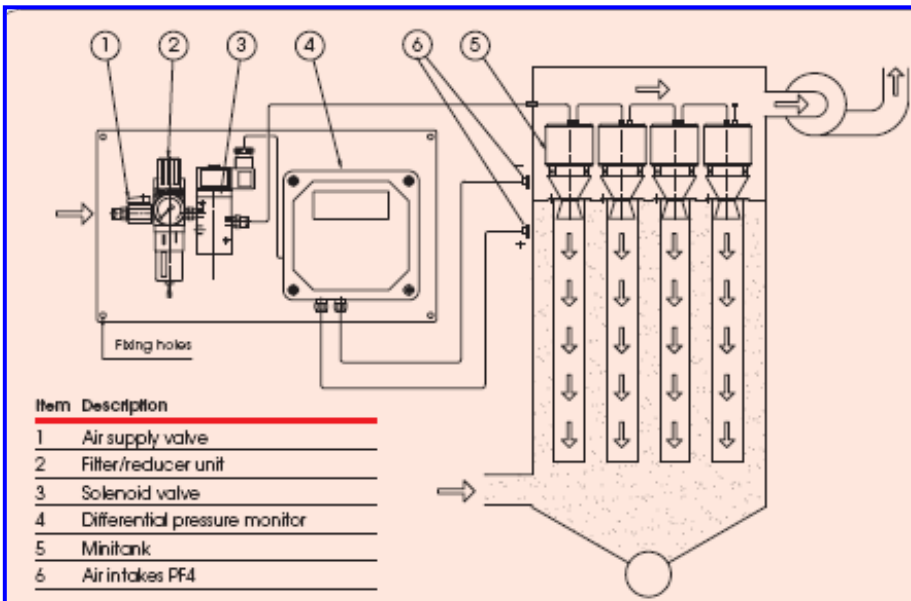 1 2 3 4 6 5
−
+
Fixing holes
Item Description
1 Air supply valve
2 Filter/reducer unit
3 Solenoid valve
4 Differential pressure monitor
5 Minitank
6 Air intakes PF4